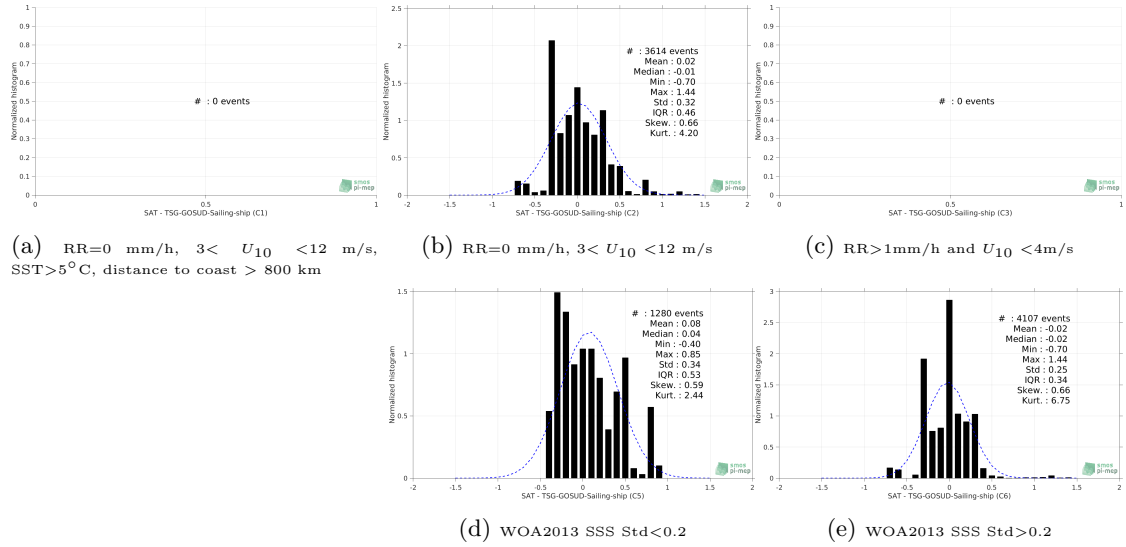 1
0.9
0.8
0.7
0.6
0.5
0.4
0.3
0.2
0.1
0
Normalized histogram
# : 0 events
smos
pi-mep
0 0.5 1
SAT - TSG-GOSUD-Sailing-ship (C1)
(a) RR=0 mm/h, 3< U10 <12 m/s,
SST>5°C, distance to coast > 800 km
2.5
2
1.5
1
0.5
0
Normalized histogram
# : 3614 events
Mean : 0.02
Median : -0.01
Min : -0.70
Max : 1.44
Std : 0.32
IQR : 0.46
Skew. : 0.66
Kurt. : 4.20
smos
pi-mep
-2 -1.5 -1 -0.5 0 0.5 1 1.5 2
SAT - TSG-GOSUD-Sailing-ship (C2)
(b) RR=0 mm/h, 3< U10 <12 m/s
1
0.9
0.8
0.7
0.6
0.5
0.4
0.3
0.2
0.1
0
Normalized histogram
# : 0 events
smos
pi-mep
0 0.5 1
SAT - TSG-GOSUD-Sailing-ship (C3)
(c) RR>1mm/h and U10 <4m/s
1.5
1
0.5
0
Normalized histogram
# : 1280 events
Mean : 0.08
Median : 0.04
Min : -0.40
Max : 0.85
Std : 0.34
IQR : 0.53
Skew. : 0.59
Kurt. : 2.44
smos
pi-mep
-2 -1.5 -1 -0.5 0 0.5 1 1.5 2
SAT - TSG-GOSUD-Sailing-ship (C5)
(d) WOA2013 SSS Std<0.2
3
2.5
2
1.5
1
0.5
0
Normalized histogram
# : 4107 events
Mean : -0.02
Median : -0.02
Min : -0.70
Max : 1.44
Std : 0.25
IQR : 0.34
Skew. : 0.66
Kurt. : 6.75
smos
pi-mep
-2 -1.5 -1 -0.5 0 0.5 1 1.5 2
SAT - TSG-GOSUD-Sailing-ship (C6)
(e) WOA2013 SSS Std>0.2